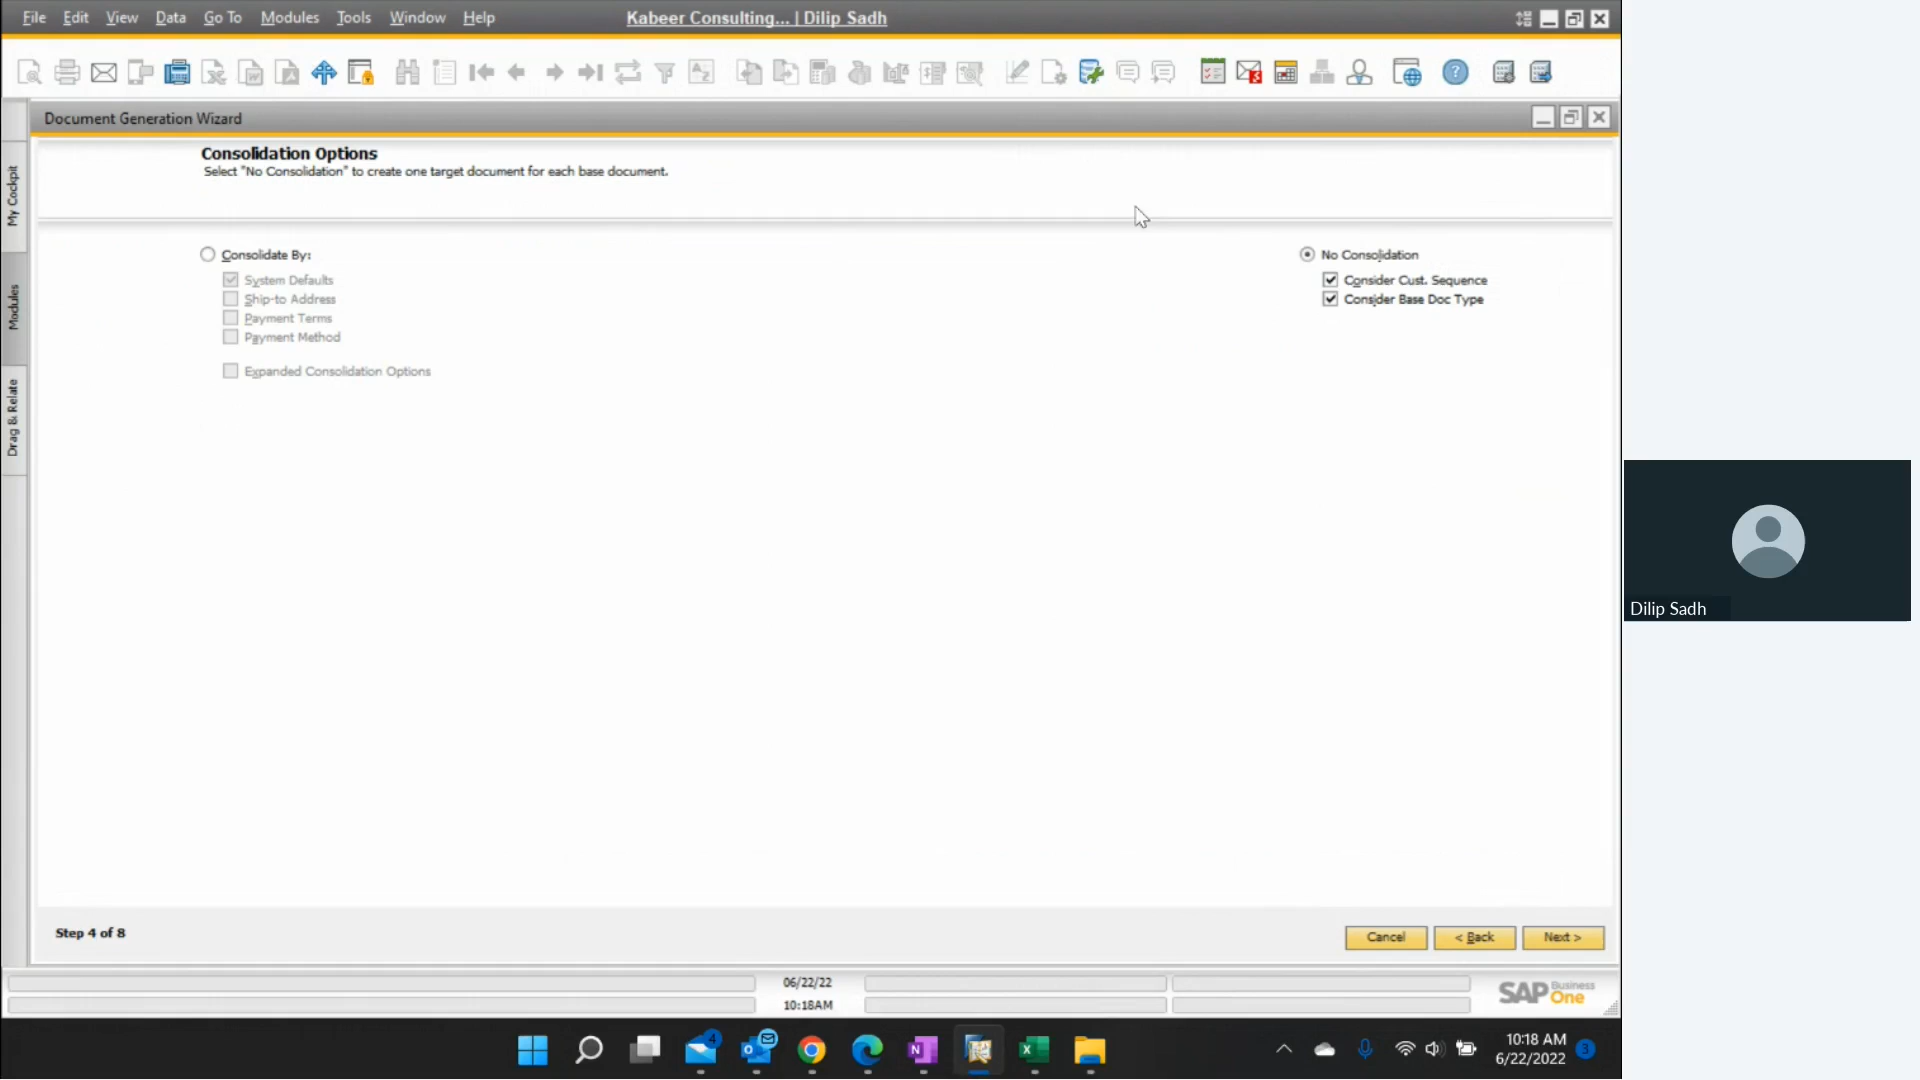 File Edit View Data Go To Modules Tools Window Help
Kabeer Consulting... | Dilip Sadh
Document Generation Wizard
My Cockpit
Modules
Drag & Relate
Consolidation Options
Select "No Consolidation" to create one target document for each base document.
Consolidate By:
System Defaults
Ship-to Address
Payment Terms
Payment Method
Expanded Consolidation Options
No Consolidation
Consider Cust. Sequence
Consider Base Doc Type
Step 4 of 8
Cancel
< Back
Next >
06/22/22
10:18AM
SAP Business One
Dilip Sadh
4
10:18 AM
6/22/2022
3